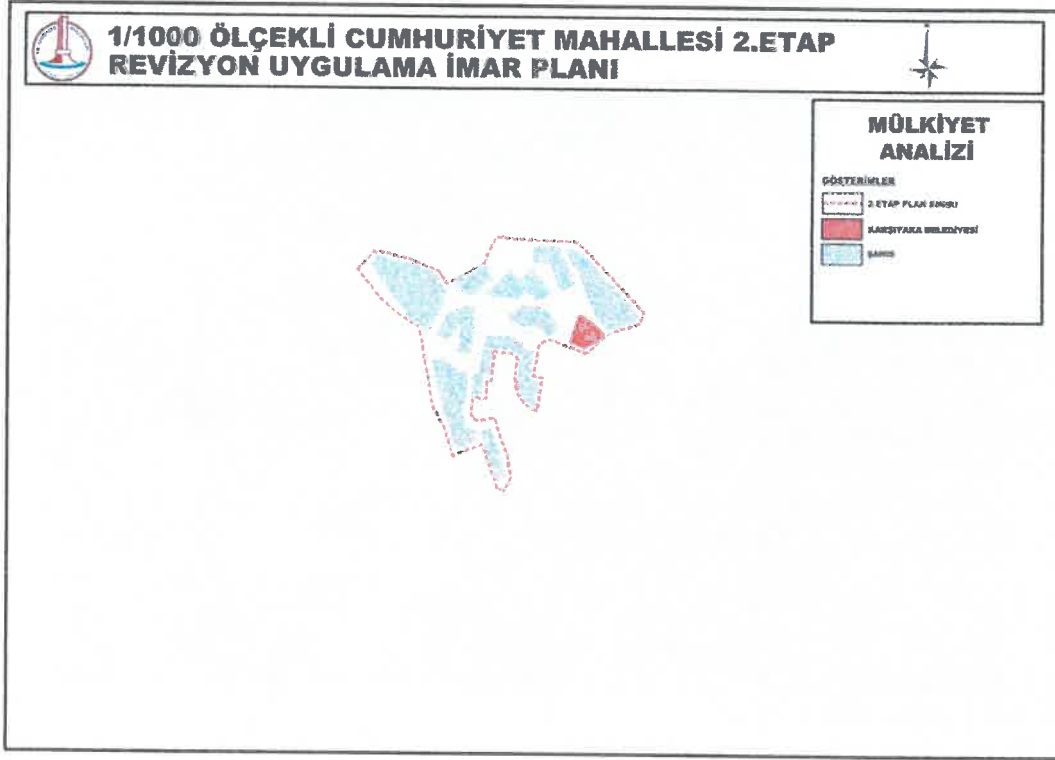 1/1000 ÖLÇEKLİ CUMHURİYET MAHALLESİ 2.ETAP
REVİZYON UYGULAMA İMAR PLANI
MÜLKİYET
ANALİZİ
GÖSTERİMLER
2.ETAP PLAN SINIRI
KARŞIYAKA BELEDİYESİ
ŞAHIS